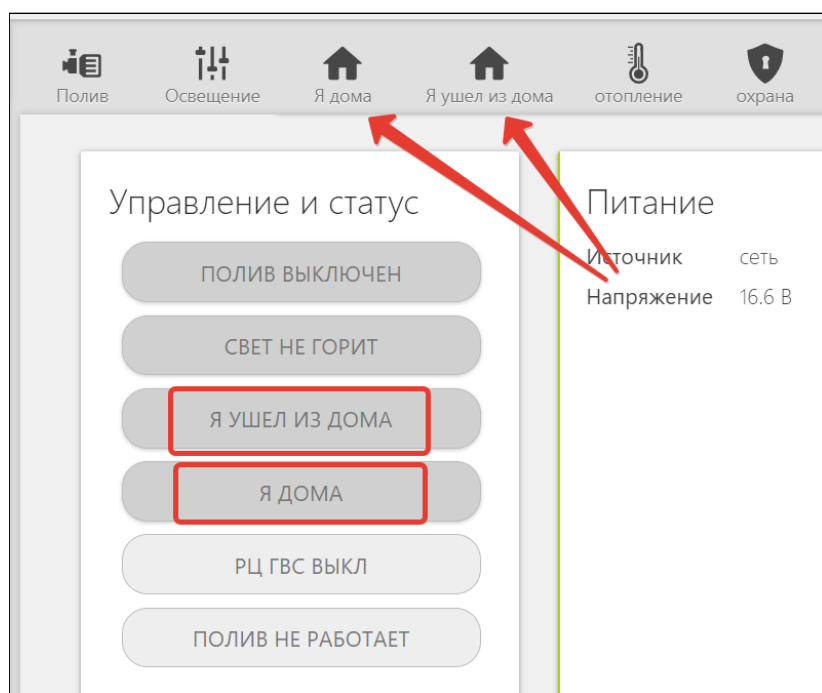 Полив Освещение Я дома Я ушел из дома отопление охрана
Управление и статус
ПОЛИВ ВЫКЛЮЧЕН
СВЕТ НЕ ГОРИТ
Я УШЕЛ ИЗ ДОМА
Я ДОМА
РЦ ГВС ВЫКЛ
ПОЛИВ НЕ РАБОТАЕТ
Питание
Источник сеть
Напряжение 16.6 В